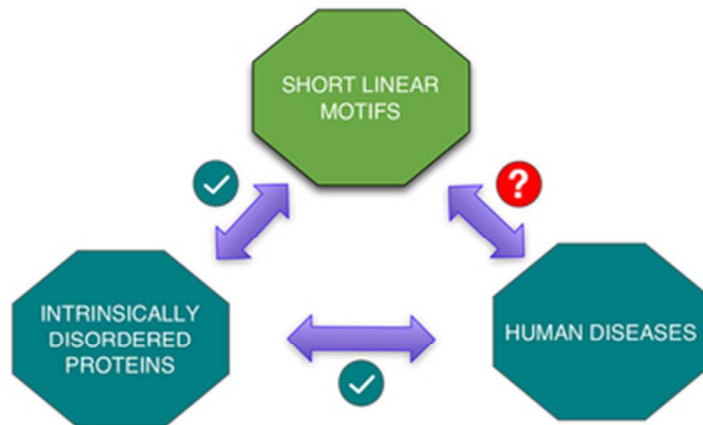 SHORT LINEAR
MOTIFS
?
INTRINSICALLY
DISORDERED
PROTEINS
HUMAN DISEASES